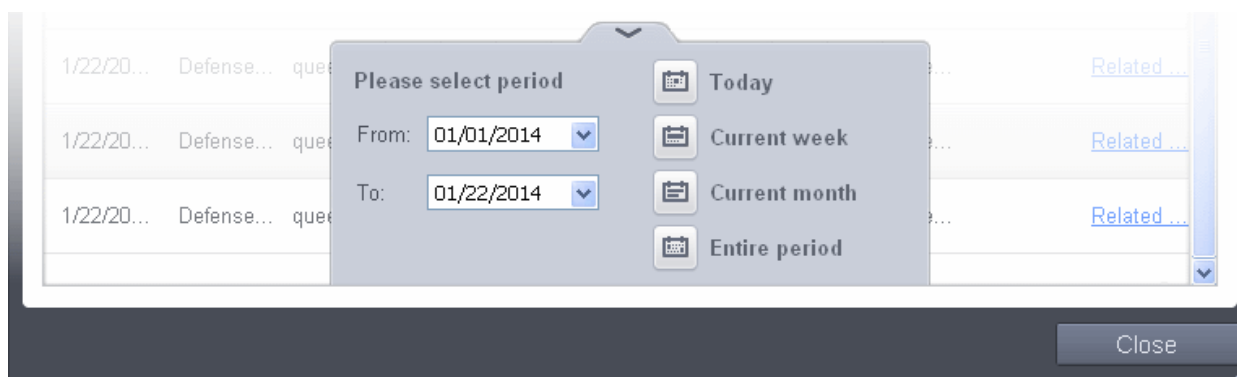 1/22/20... Defense... quee ... Related ...
1/22/20... Defense... quee ... Related ...
1/22/20... Defense... quee ... Related ...
Please select period
From: 01/01/2014
To: 01/22/2014
Today
Current week
Current month
Entire period
Close